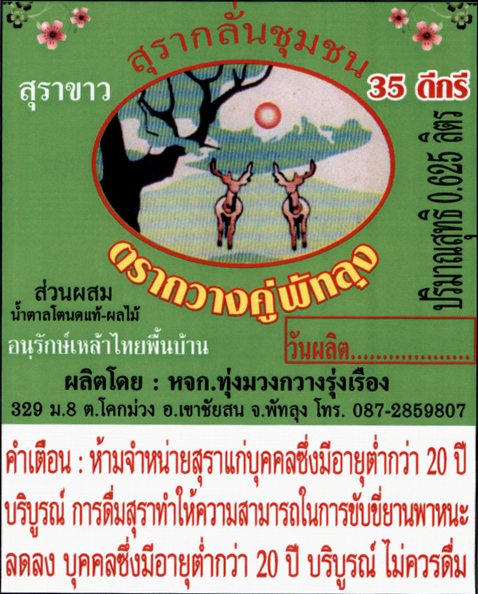 สุรากลั่นชุมชน
สุราขาว
35 ดีกรี
ปริมาณสุทธิ 0.625 ลิตร
ตรากวางคู่พัทลุง
ส่วนผสม
น้ำตาลโตนดแท้-ผลไม้
อนุรักษ์เหล้าไทยพื้นบ้าน
วันผลิต....................
ผลิตโดย : หจก.ทุ่งมวงกวางรุ่งเรือง
329 ม.8 ต.โคกม่วง อ.เขาชัยสน จ.พัทลุง โทร. 087-2859807
คำเตือน : ห้ามจำหน่ายสุราแก่บุคคลซึ่งมีอายุต่ำกว่า 20 ปี
บริบูรณ์ การดื่มสุราทำให้ความสามารถในการขับขี่ยานพาหนะ
ลดลง บุคคลซึ่งมีอายุต่ำกว่า 20 ปี บริบูรณ์ ไม่ควรดื่ม